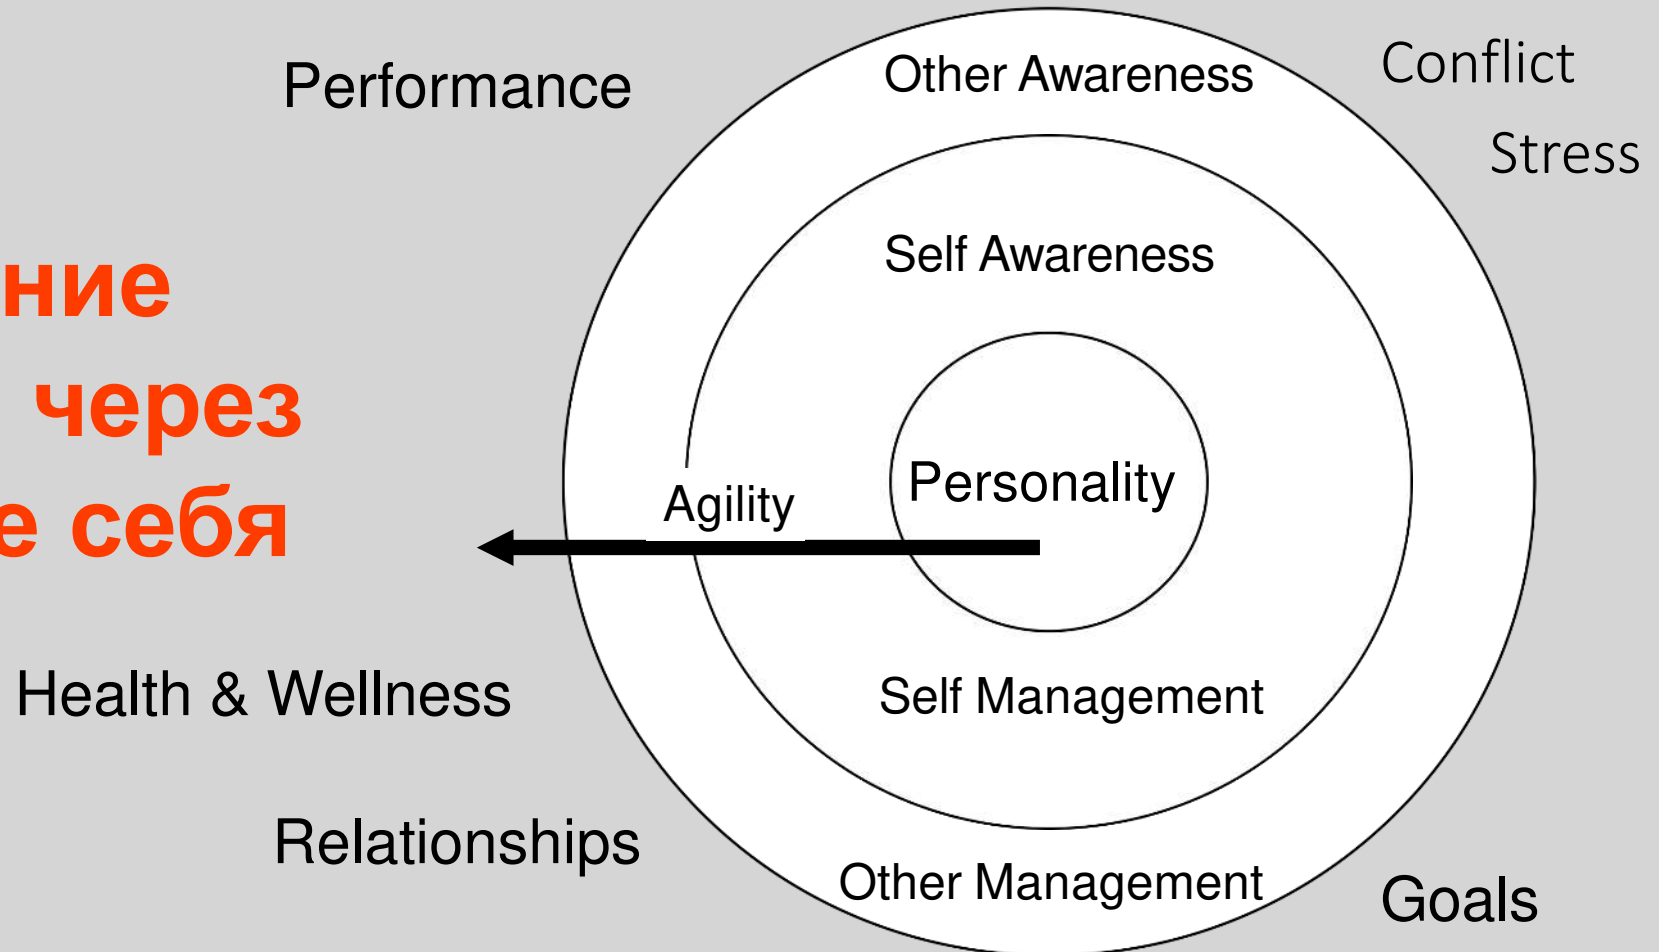 Performance
Other Awareness
Conflict
Stress
Self Awareness
ние
через
е себя
Agility
Personality
Health & Wellness
Self Management
Relationships
Other Management
Goals